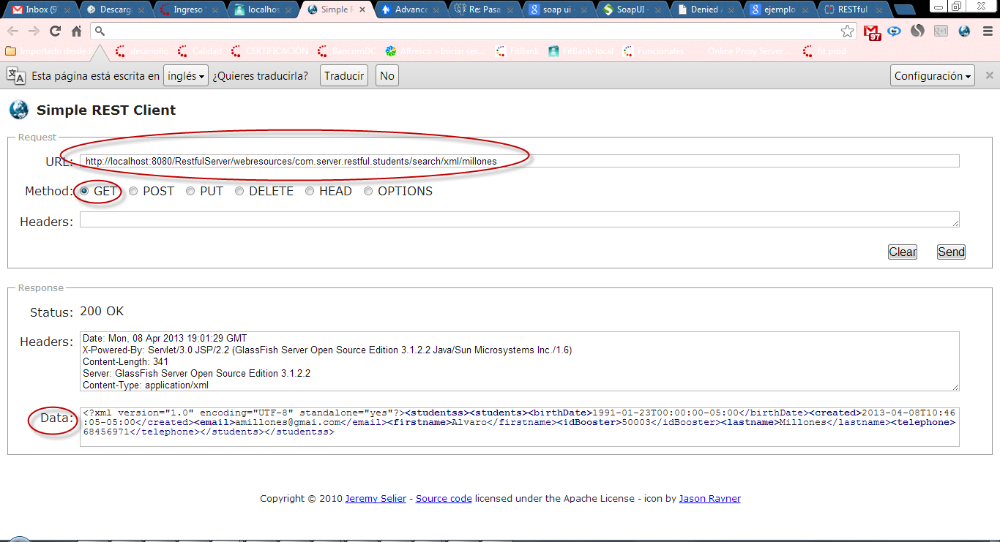 Inbox (9
Descarg
Ingreso
localhos
Simple R
Advance
Re: Pasa
soap ui -
SoapUI -
Denied
ejemplo
RESTful
97
Importado desde F
desarrollo
Calidad
CERTIFICACIÓN
BancomDC
Alfresco » Iniciar ses...
FitBank
FitBank-local
Funcionales
Online Proxy Server ...
fit prod
Esta página está escrita en inglés ¿Quieres traducirla? Traducir No Configuración
Simple REST Client
Request
URL: http://localhost:8080/RestfulServer/webresources/com.server.restful.students/search/xml/millones
Method: GET POST PUT DELETE HEAD OPTIONS
Headers:
Clear Send
Response
Status: 200 OK
Headers: Date: Mon, 08 Apr 2013 19:01:29 GMT
X-Powered-By: Servlet/3.0 JSP/2.2 (GlassFish Server Open Source Edition 3.1.2.2 Java/Sun Microsystems Inc./1.6)
Content-Length: 341
Server: GlassFish Server Open Source Edition 3.1.2.2
Content-Type: application/xml
Data: <?xml version="1.0" encoding="UTF-8" standalone="yes"?><studentss><students><birthDate>1991-01-23T00:00:00-05:00</birthDate><created>2013-04-08T10:46
:05-05:00</created><email>amillones@gmai.com</email><firstname>Alvaro</firstname><idBooster>50003</idBooster><lastname>Millones</lastname><telephone>
68456971</telephone></students></studentss>
Copyright © 2010 Jeremy Selier - Source code licensed under the Apache License - icon by Jason Rayner